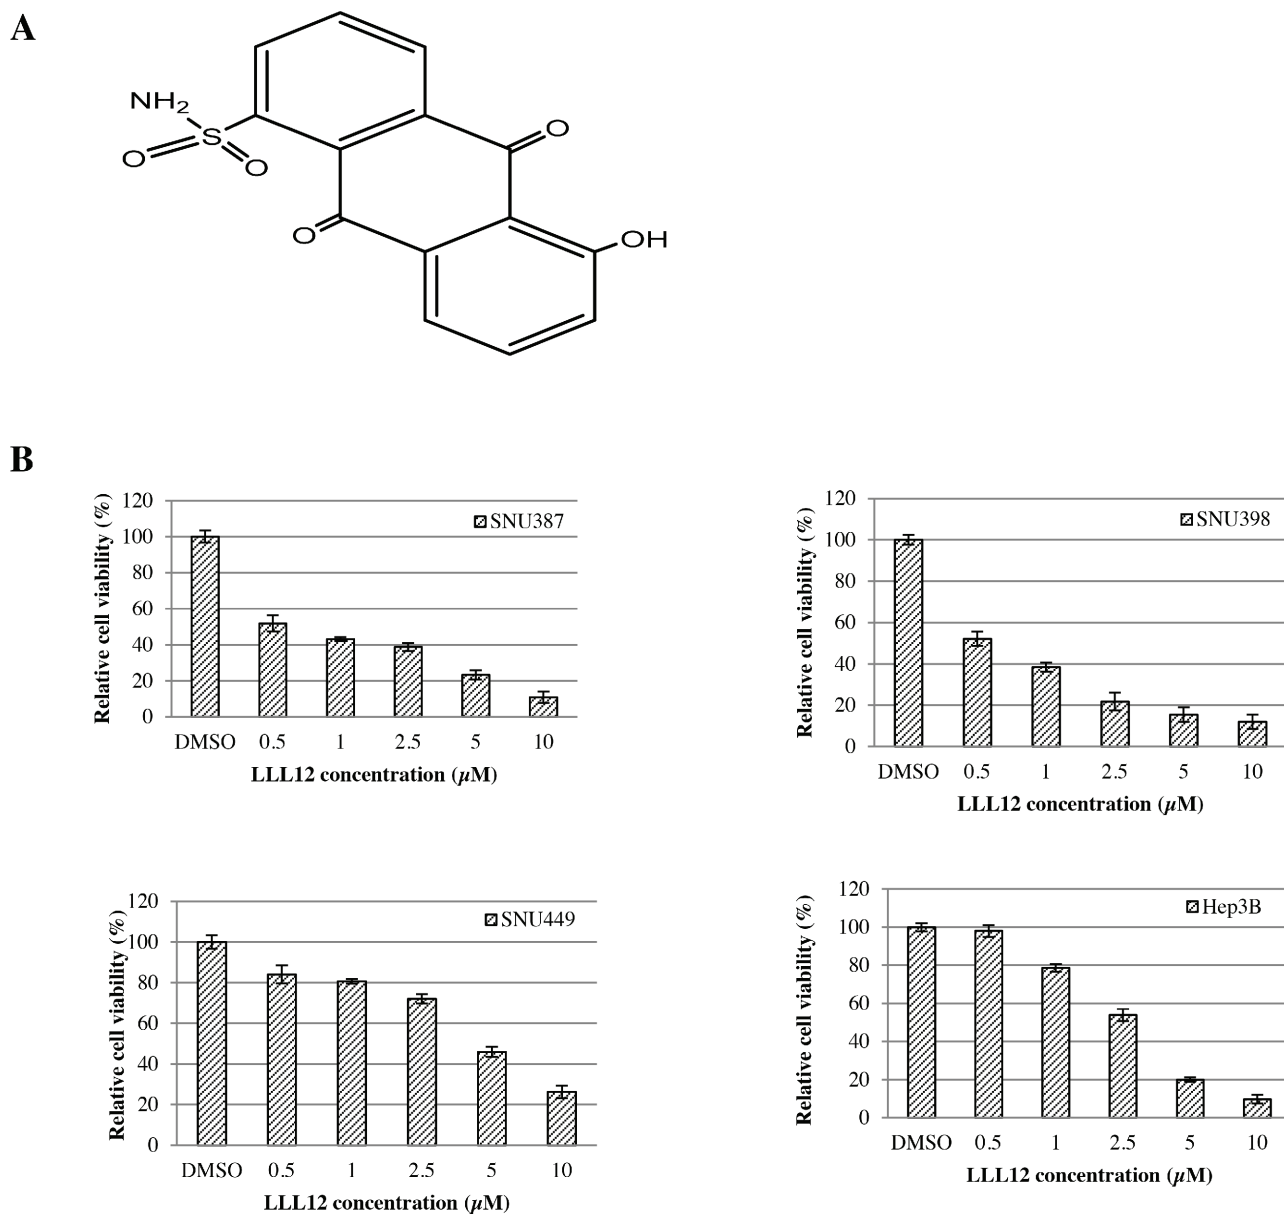 A
NH2
S
O
O
O
O
OH
B
Relative cell viability (%)
120
100
80
60
40
20
0
SNU387
DMSO 0.5 1 2.5 5 10
LLL12 concentration (µM)
Relative cell viability (%)
120
100
80
60
40
20
0
SNU398
DMSO 0.5 1 2.5 5 10
LLL12 concentration (µM)
Relative cell viability (%)
120
100
80
60
40
20
0
SNU449
DMSO 0.5 1 2.5 5 10
LLL12 concentration (µM)
Relative cell viability (%)
120
100
80
60
40
20
0
Hep3B
DMSO 0.5 1 2.5 5 10
LLL12 concentration (µM)